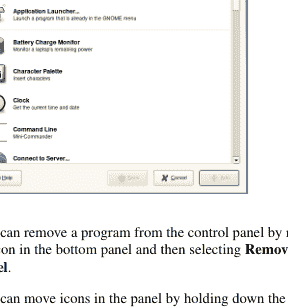 Application Launcher...
Launch a program that is already in the GNOME menu
Battery Charge Monitor
Monitor a laptop's remaining power
Character Palette
Insert characters
Clock
Get the current time and date
Command Line
Mini-Commander
Connect to Server...
Help
Back
Cancel
Add
can remove a program from the control panel by
on in the bottom panel and then selecting Remov
el.
can move icons in the panel by holding down the